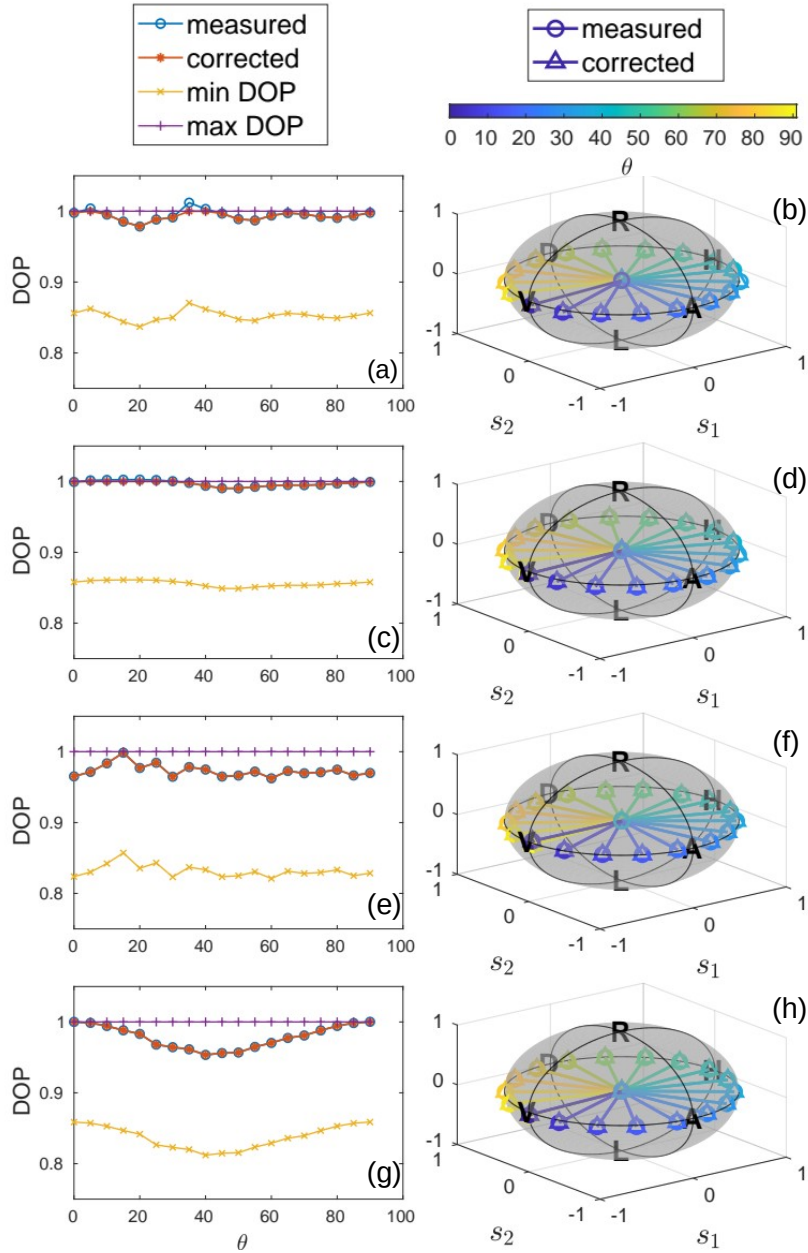 measured
corrected
min DOP
max DOP
measured
corrected
0 10 20 30 40 50 60 70 80 90
θ
1
0.9
0.8
DOP
0 20 40 60 80 100
(a)
1
0
-1
1
0
-1
-1
0
1
s2
s1
R
D
H
V
A
L
(b)
1
0.9
0.8
DOP
0 20 40 60 80 100
(c)
1
0
-1
1
0
-1
-1
0
1
s2
s1
R
D
H
V
A
L
(d)
1
0.9
0.8
DOP
0 20 40 60 80 100
(e)
1
0
-1
1
0
-1
-1
0
1
s2
s1
R
D
H
V
A
L
(f)
1
0.9
0.8
DOP
0 20 40 60 80 100
θ
(g)
1
0
-1
1
0
-1
-1
0
1
s2
s1
R
D
H
V
A
L
(h)